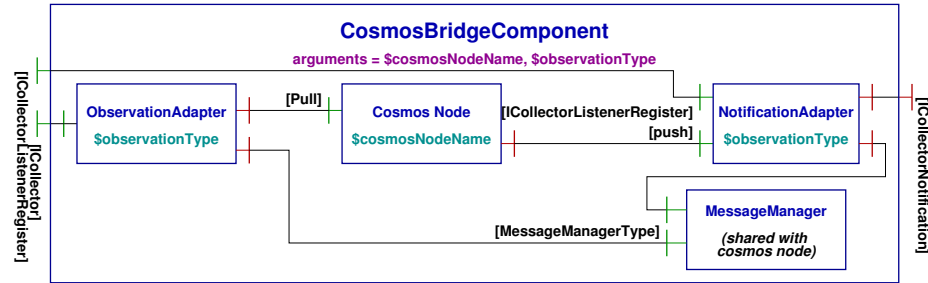 CosmosBridgeComponent
arguments = $cosmosNodeName, $observationType
[ICollectorListenerRegister]
[ICollector]
ObservationAdapter
$observationType
[Pull]
Cosmos Node
$cosmosNodeName
[ICollectorListenerRegister]
[push]
NotificationAdapter
$observationType
[ICollectorNotification]
[MessageManagerType]
MessageManager
(shared with
cosmos node)